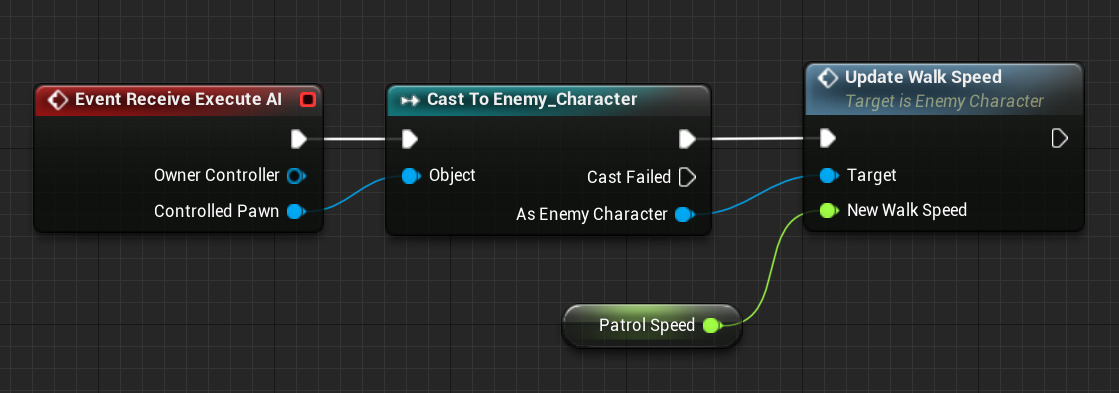 Event Receive Execute AI
Owner Controller
Controlled Pawn
Cast To Enemy_Character
Object
Cast Failed
As Enemy Character
Update Walk Speed
Target is Enemy Character
Target
New Walk Speed
Patrol Speed